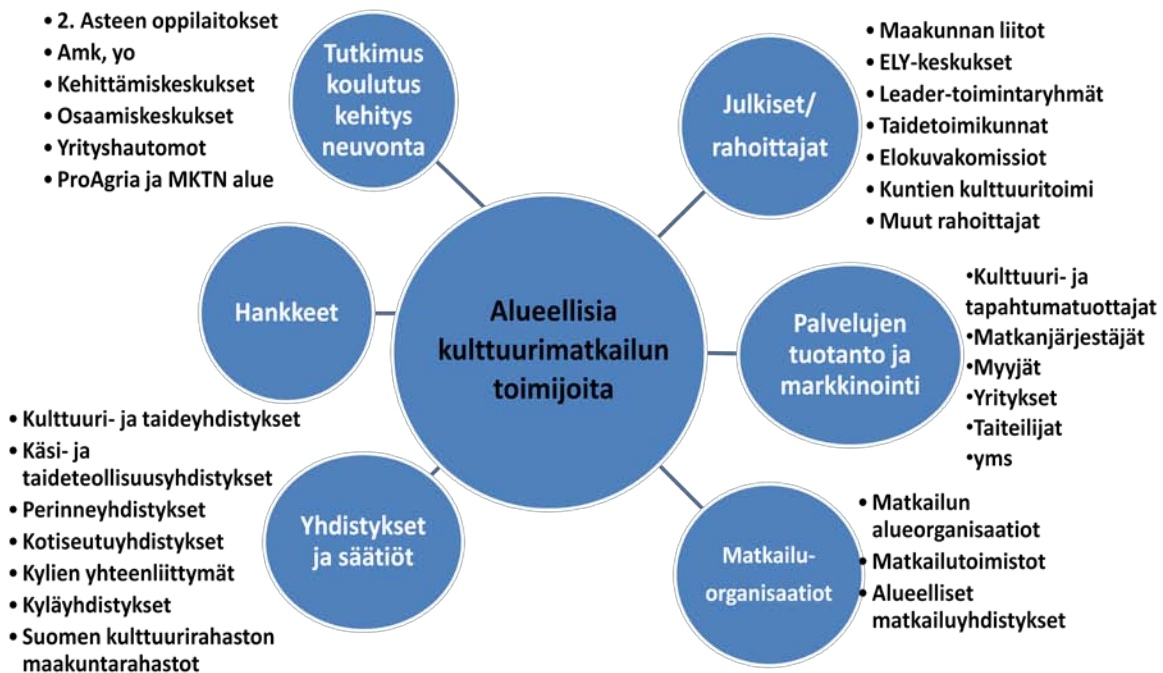 • 2. Asteen oppilaitokset
• Amk, yo
• Kehittämiskeskukset
• Osaamiskeskukset
• Yrityshautomot
• ProAgria ja MKTN alue
Tutkimus
koulutus
kehitys
neuvonta
Julkiset/
rahoittajat
• Maakunnan liitot
• ELY-keskukset
• Leader-toimintaryhmät
• Taidetoimikunnat
• Elokuvakomissiot
• Kuntien kulttuuritoimi
• Muut rahoittajat
Hankkeet
Alueellisia
kulttuurimatkailun
toimijoita
Palvelujen
tuotanto ja
markkinointi
•Kulttuuri- ja
tapahtumatuottajat
•Matkanjärjestäjät
•Myyjät
•Yritykset
•Taiteilijat
•yms
• Kulttuuri- ja taideyhdistykset
• Käsi- ja
taideteollisuusyhdistykset
• Perinneyhdistykset
• Kotiseutuyhdistykset
• Kylien yhteenliittymät
• Kyläyhdistykset
• Suomen kulttuurirahaston
maakuntarahastot
Yhdistykset
ja säätiöt
Matkailu-
organisaatiot
• Matkailun
alueorganisaatiot
• Matkailutoimistot
• Alueelliset
matkailuyhdistykset